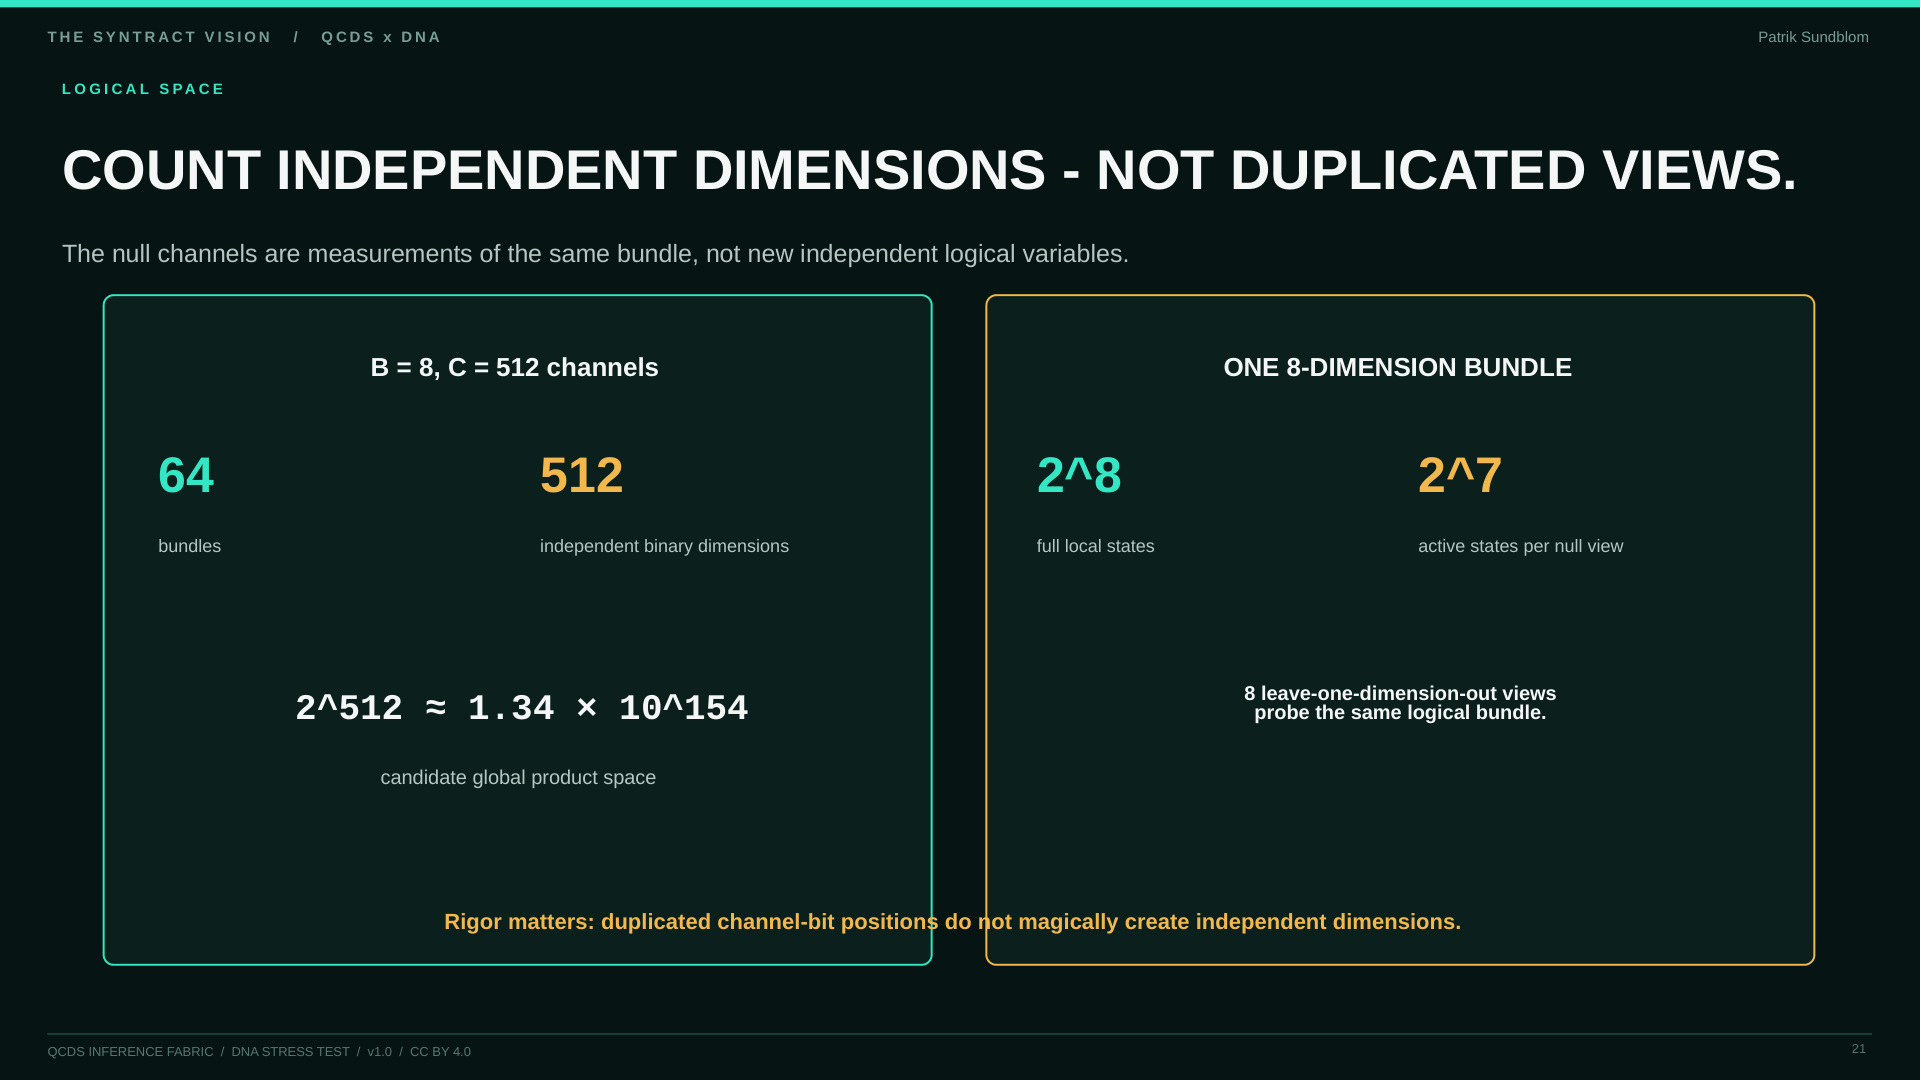 THE SYNTRACT VISION / QCDS x DNA
Patrik Sundblom
LOGICAL SPACE
COUNT INDEPENDENT DIMENSIONS - NOT DUPLICATED VIEWS.
The null channels are measurements of the same bundle, not new independent logical variables.
B = 8, C = 512 channels
64
bundles
512
independent binary dimensions
2^512 ≈ 1.34 × 10^154
candidate global product space
ONE 8-DIMENSION BUNDLE
2^8
full local states
2^7
active states per null view
8 leave-one-dimension-out views
probe the same logical bundle.
Rigor matters: duplicated channel-bit positions do not magically create independent dimensions.
QCDS INFERENCE FABRIC / DNA STRESS TEST / v1.0 / CC BY 4.0
21